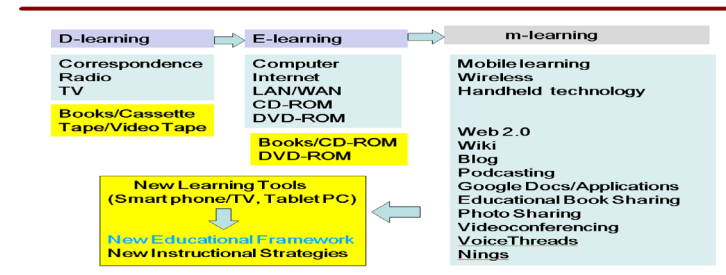 D-learning
E-learning
m-learning
Correspondence
Radio
TV
Books/Cassette
Tape/Video Tape
Computer
Internet
LAN/WAN
CD-ROM
DVD-ROM
Books/CD-ROM
DVD-ROM
Mobile learning
Wireless
Handheld technology
Web 2.0
Wiki
Blog
Podcasting
Google Docs/Applications
Educational Book Sharing
Photo Sharing
Videoconferencing
VoiceThreads
Nings
New Learning Tools
(Smart phone/TV, Tablet PC)
New Educational Framework
New Instructional Strategies